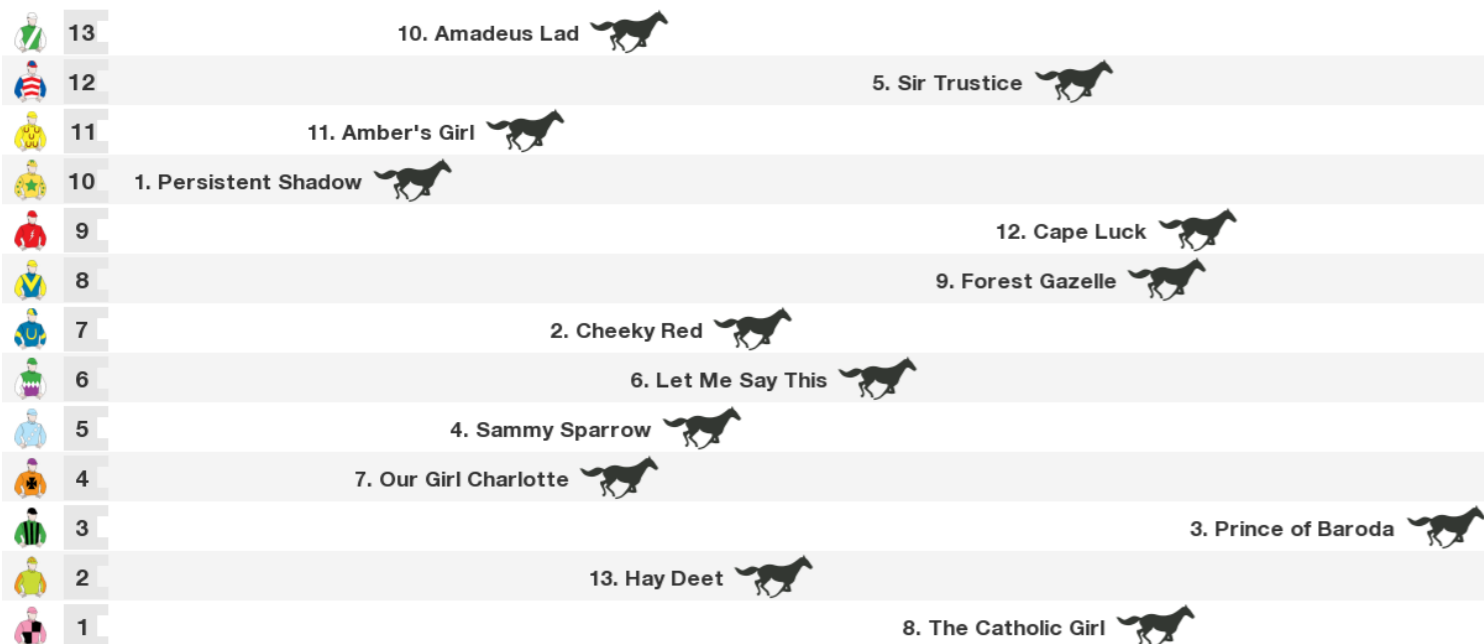 13 10. Amadeus Lad
12 5. Sir Trustice
11 11. Amber's Girl
10 1. Persistent Shadow
9 12. Cape Luck
8 9. Forest Gazelle
7 2. Cheeky Red
6 6. Let Me Say This
5 4. Sammy Sparrow
4 7. Our Girl Charlotte
3 3. Prince of Baroda
2 13. Hay Deet
1 8. The Catholic Girl